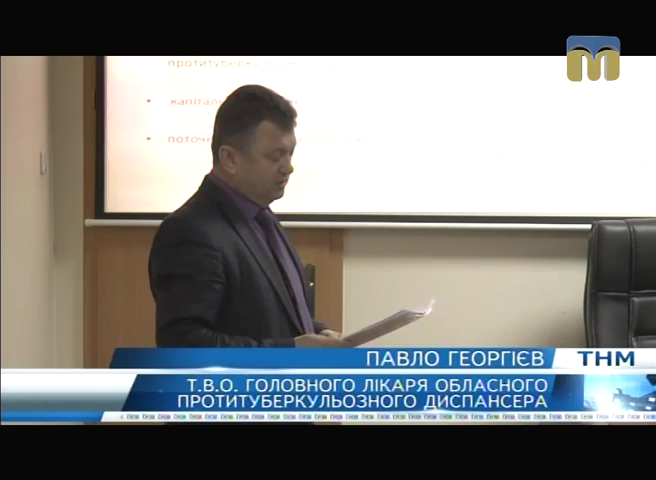 протитуберкульозн
капіталь
поточн
ПАВЛО ГЕОРГІЄВ
ТНМ
Т.В.О. ГОЛОВНОГО ЛІКАРЯ ОБЛАСНОГО
ПРОТИТУБЕРКУЛЬОЗНОГО ДИСПАНСЕРА